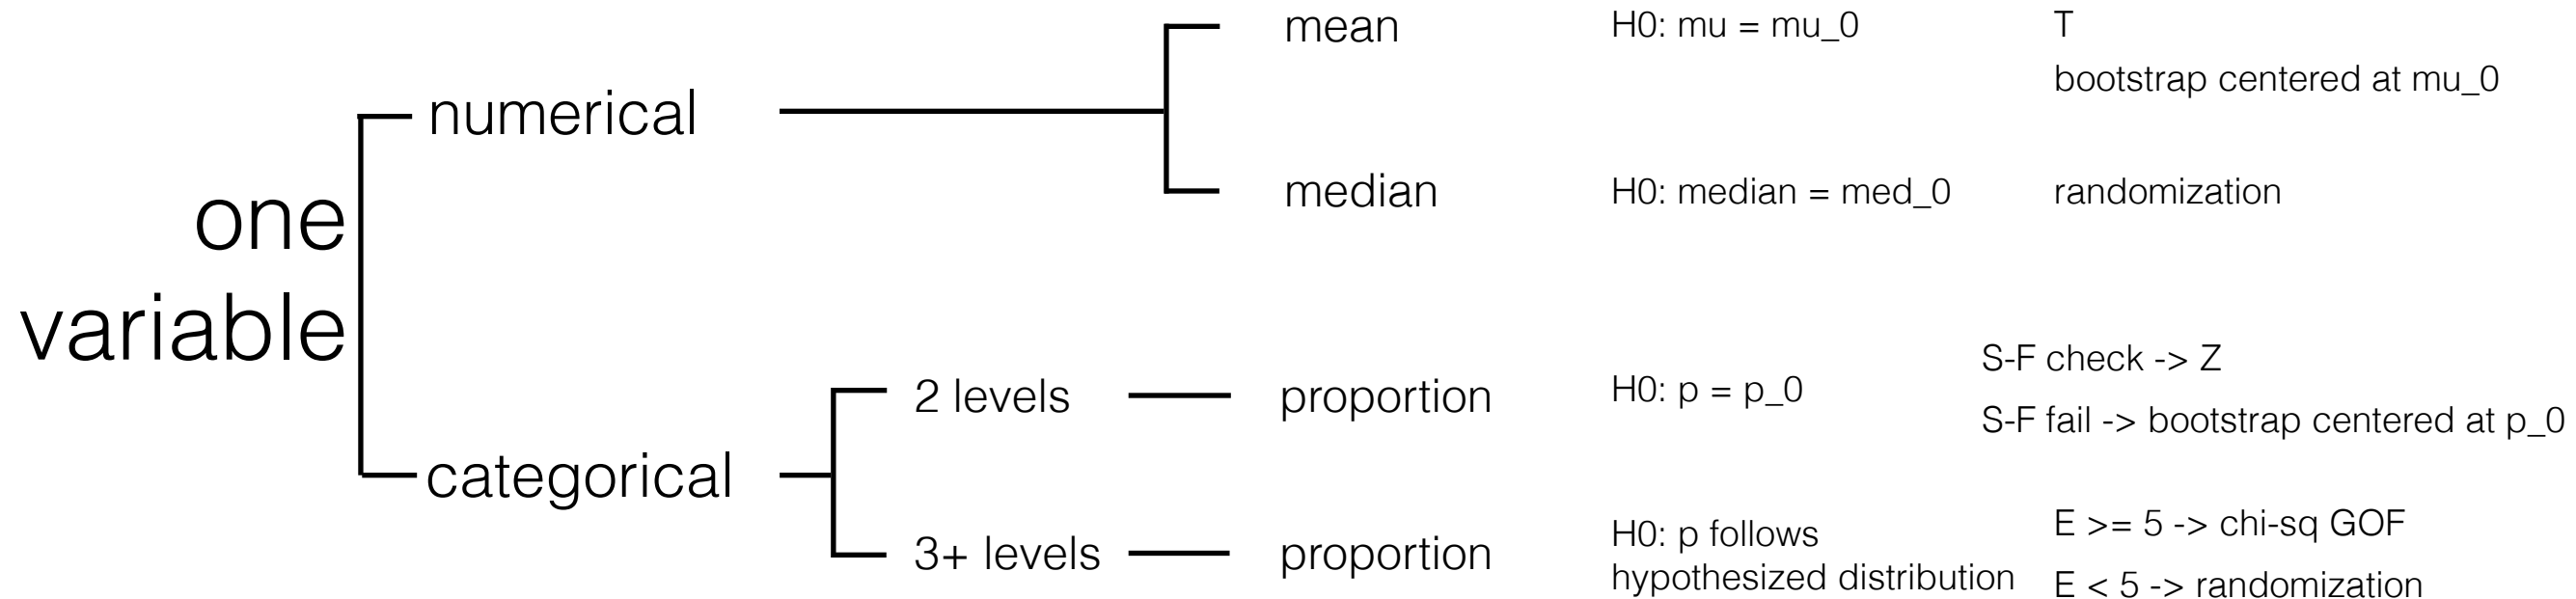 one
variable
numerical
mean
H0: mu = mu_0
T
bootstrap centered at mu_0
median
H0: median = med_0
randomization
categorical
2 levels
proportion
H0: p = p_0
S-F check -> Z
S-F fail -> bootstrap centered at p_0
3+ levels
proportion
H0: p follows
hypothesized distribution
E >= 5 -> chi-sq GOF
E < 5 -> randomization